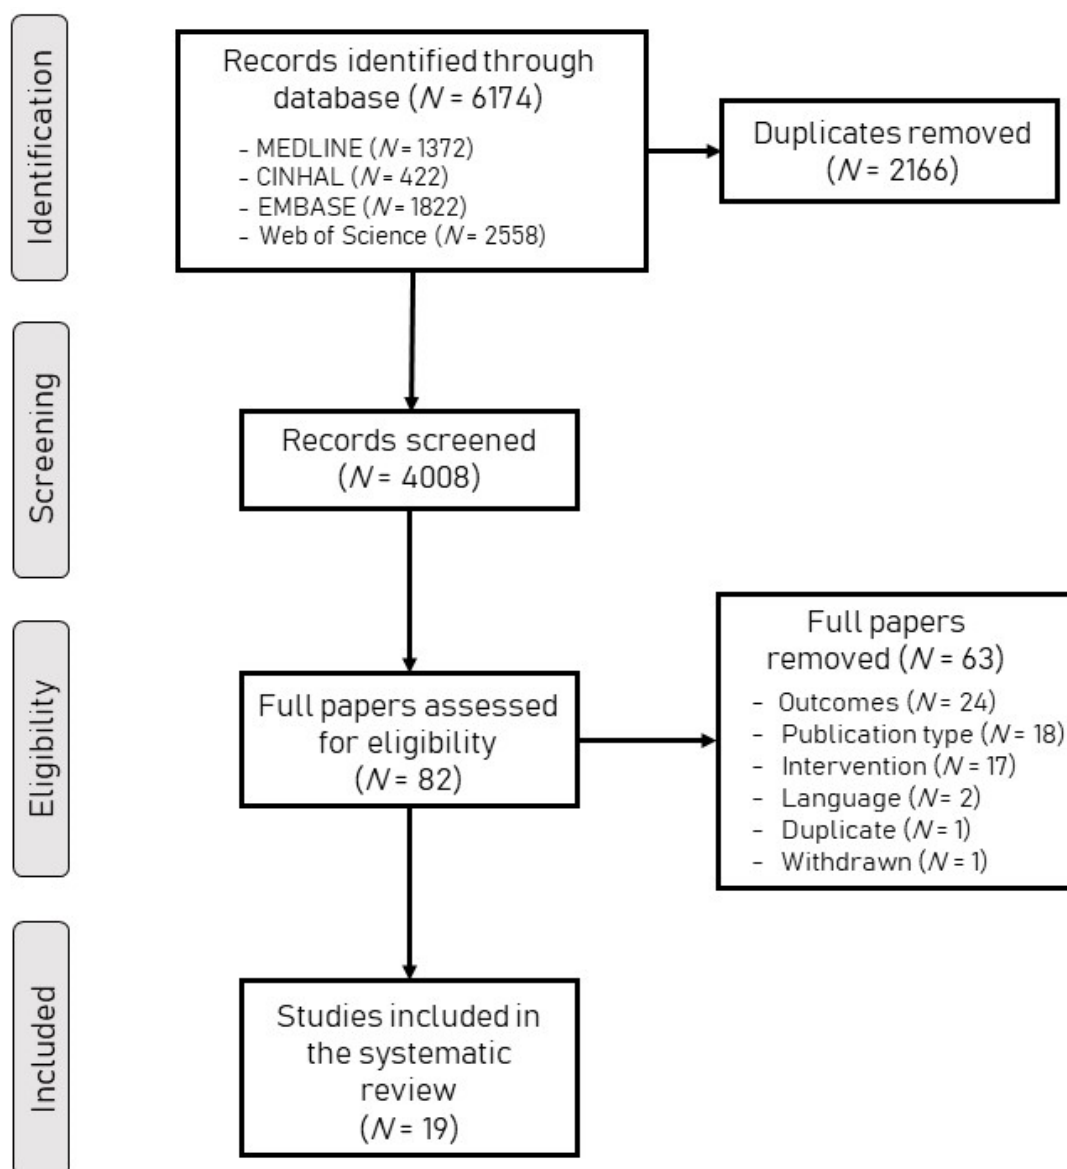 Identification
Records identified through
database (N = 6174)
- MEDLINE (N = 1372)
- CINHAL (N = 422)
- EMBASE (N = 1822)
- Web of Science (N = 2558)
Duplicates removed
(N = 2166)
Screening
Records screened
(N = 4008)
Eligibility
Full papers assessed
for eligibility
(N = 82)
Full papers
removed (N = 63)
- Outcomes (N = 24)
- Publication type (N = 18)
- Intervention (N = 17)
- Language (N = 2)
- Duplicate (N = 1)
- Withdrawn (N = 1)
Included
Studies included in
the systematic
review
(N = 19)